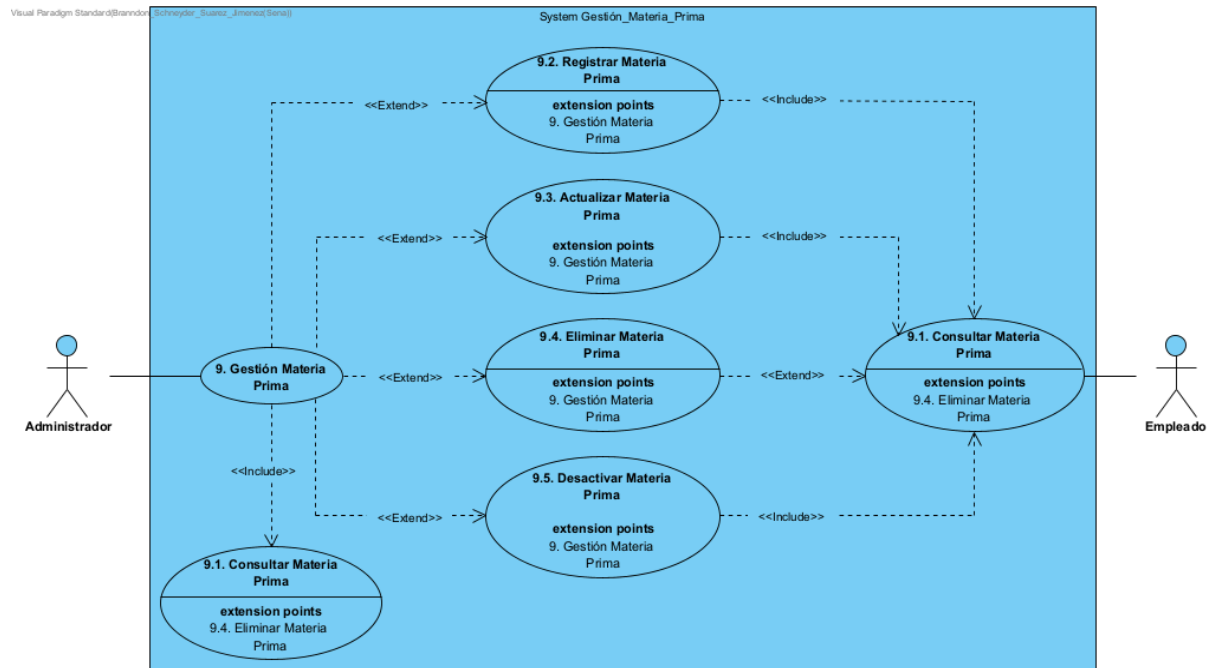 Visual Paradigm Standard(Branndon_Schneyder_Suarez_Jimenez(Sena))
System Gestión_Materia_Prima
9.2. Registrar Materia
Prima
extension points
9. Gestión Materia
Prima
<<Extend>>
<<Include>>
9.3. Actualizar Materia
Prima
extension points
9. Gestión Materia
Prima
<<Extend>>
<<Include>>
9.4. Eliminar Materia
Prima
extension points
9. Gestión Materia
Prima
<<Extend>>
<<Extend>>
9. Gestión Materia
Prima
9.1. Consultar Materia
Prima
extension points
9.4. Eliminar Materia
Prima
Administrador
Empleado
<<Include>>
9.5. Desactivar Materia
Prima
extension points
9. Gestión Materia
Prima
<<Extend>>
<<Include>>
9.1. Consultar Materia
Prima
extension points
9.4. Eliminar Materia
Prima